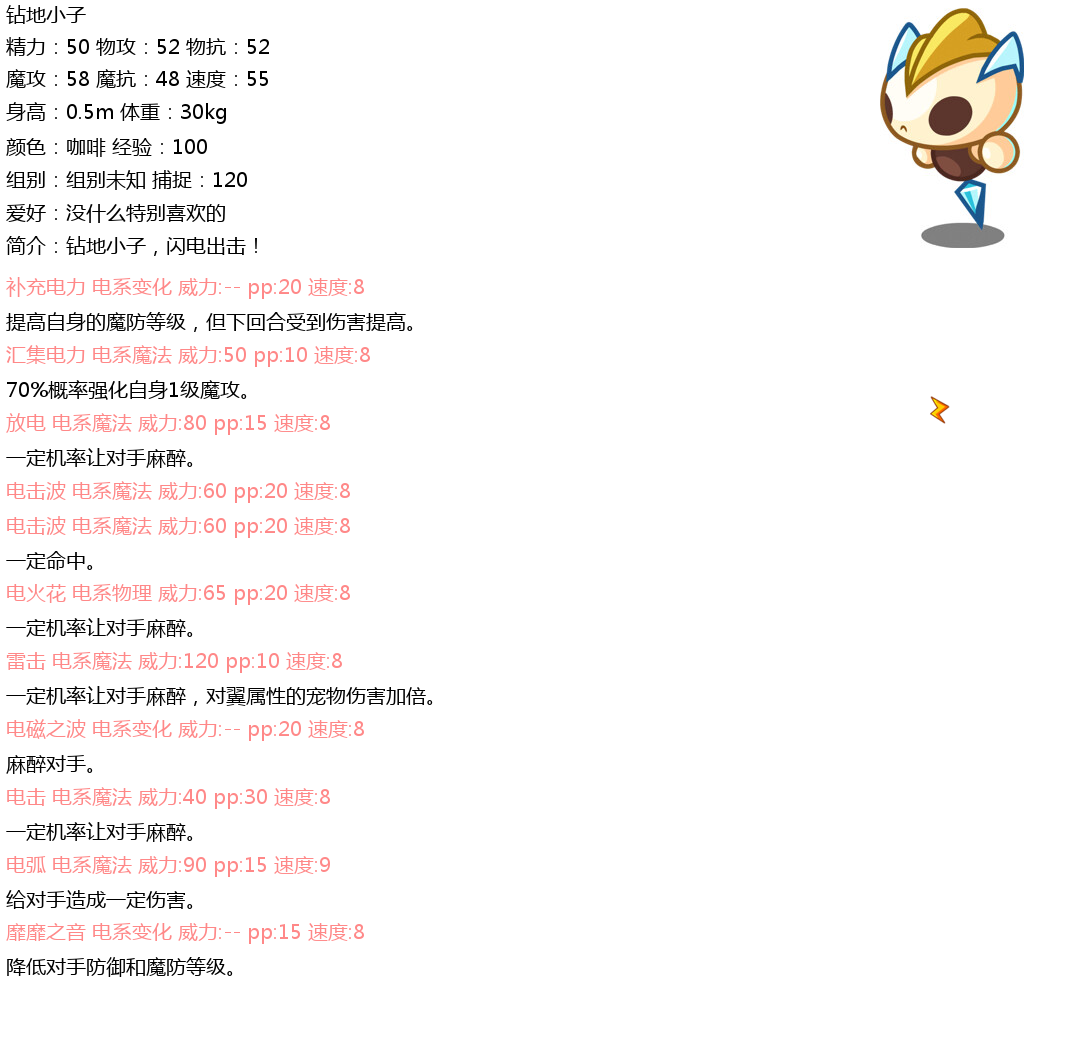 钻地小子
精力：50 物攻：52 物抗：52
魔攻：58 魔抗：48 速度：55
身高：0.5m 体重：30kg
颜色：咖啡 经验：100
组别：组别未知 捕捉：120
爱好：没什么特别喜欢的
简介：钻地小子，闪电出击！
补充电力 电系变化 威力:-- pp:20 速度:8
提高自身的魔防等级，但下回合受到伤害提高。
汇集电力 电系魔法 威力:50 pp:10 速度:8
70%概率强化自身1级魔攻。
放电 电系魔法 威力:80 pp:15 速度:8
一定机率让对手麻醉。
电击波 电系魔法 威力:60 pp:20 速度:8
电击波 电系魔法 威力:60 pp:20 速度:8
一定命中。
电火花 电系物理 威力:65 pp:20 速度:8
一定机率让对手麻醉。
雷击 电系魔法 威力:120 pp:10 速度:8
一定机率让对手麻醉，对翼属性的宠物伤害加倍。
电磁之波 电系变化 威力:-- pp:20 速度:8
麻醉对手。
电击 电系魔法 威力:40 pp:30 速度:8
一定机率让对手麻醉。
电弧 电系魔法 威力:90 pp:15 速度:9
给对手造成一定伤害。
靡靡之音 电系变化 威力:-- pp:15 速度:8
降低对手防御和魔防等级。